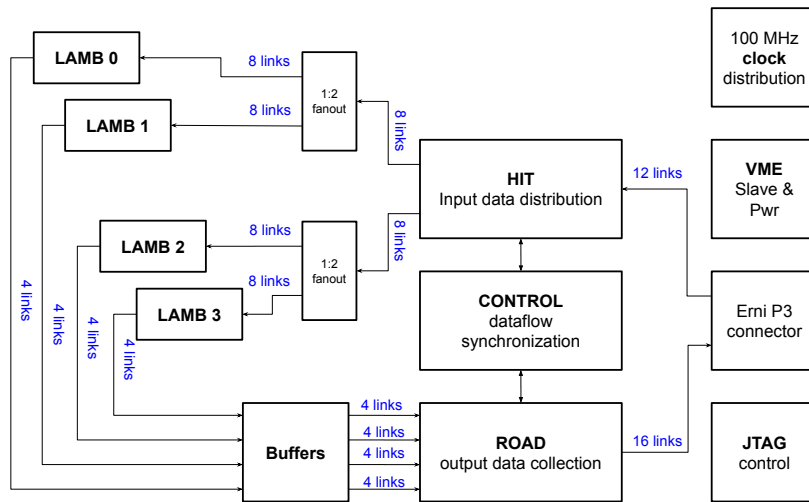 LAMB 0
8 links
1:2
fanout
100 MHz
clock
distribution
LAMB 1
8 links
8 links
HIT
Input data distribution
12 links
VME
Slave &
Pwr
LAMB 2
8 links
1:2
fanout
8 links
LAMB 3
8 links
CONTROL
dataflow
synchronization
Erni P3
connector
4 links
4 links
4 links
4 links
Buffers
4 links
4 links
4 links
4 links
ROAD
output data collection
16 links
JTAG
control